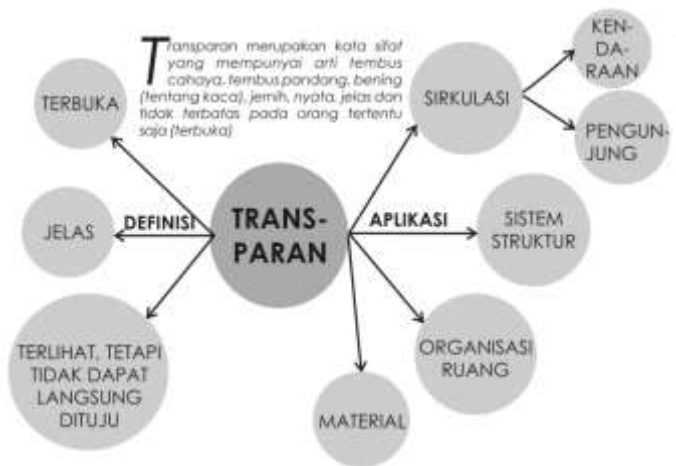 Transparan merupakan kata sifat
yang mempunyai arti tembus
cahaya, tembus pandang, bening
(tentang kaca), jernih, nyata, jelas dan
tidak terbatas pada orang tertentu
saja (terbuka)
KEN-
DA-
RAAN
TERBUKA
SIRKULASI
PENGUN-
JUNG
JELAS
DEFINISI
TRANS-
PARAN
APLIKASI
SISTEM
STRUKTUR
TERLIHAT, TETAPI
TIDAK DAPAT
LANGSUNG
DITUJU
ORGANISASI
RUANG
MATERIAL